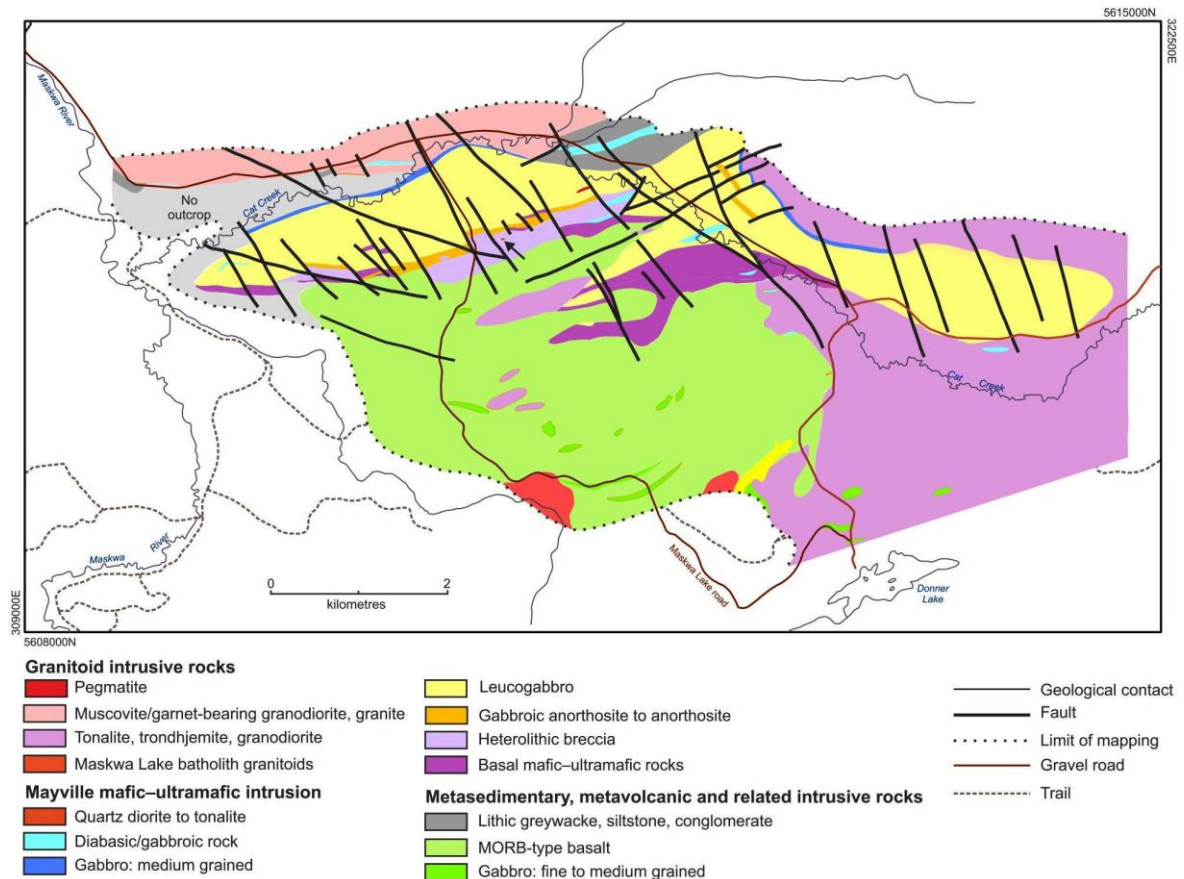 5615000N
322500E
Maskwa River
No
outcrop
Cat Creek
Cat Creek
Maskwa River
0 2
kilometres
Maskwa Lake road
Donner
Lake
309000E
5608000N
Granitoid intrusive rocks
Pegmatite
Muscovite/garnet-bearing granodiorite, granite
Tonalite, trondhjemite, granodiorite
Maskwa Lake batholith granitoids
Mayville mafic–ultramafic intrusion
Quartz diorite to tonalite
Diabasic/gabbroic rock
Gabbro: medium grained
Leucogabbro
Gabbroic anorthosite to anorthosite
Heterolithic breccia
Basal mafic–ultramafic rocks
Metasedimentary, metavolcanic and related intrusive rocks
Lithic greywacke, siltstone, conglomerate
MORB-type basalt
Gabbro: fine to medium grained
Geological contact
Fault
Limit of mapping
Gravel road
Trail